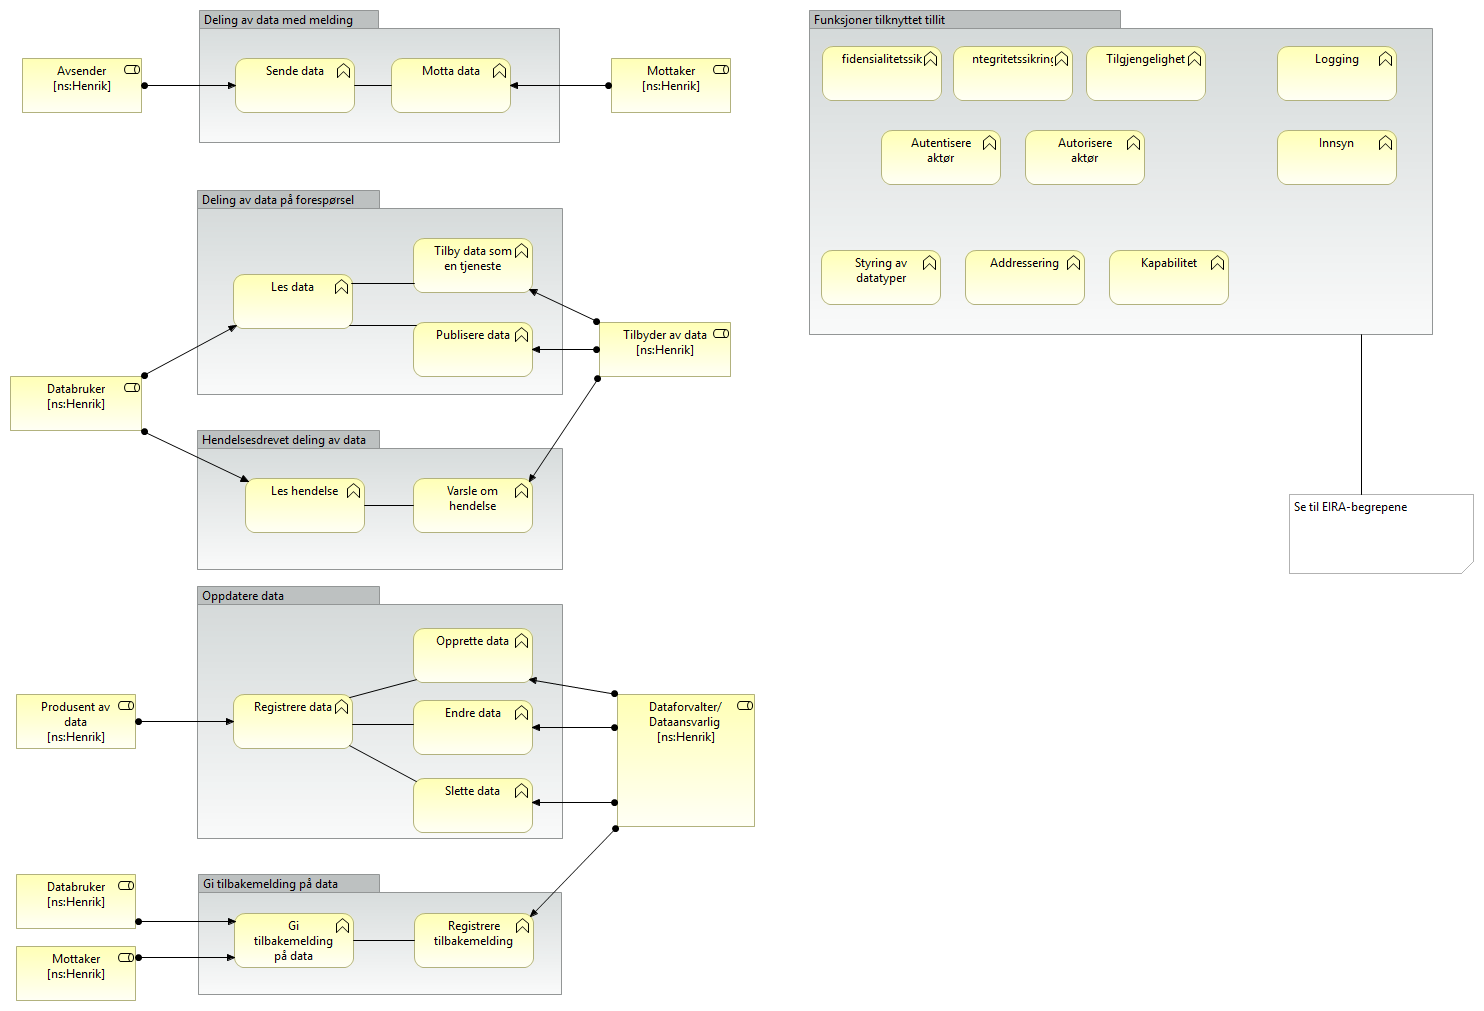 Deling av data med melding
Avsender
[ns:Henrik]
Sende data
Motta data
Mottaker
[ns:Henrik]
Deling av data på forespørsel
Les data
Tilby data som
en tjeneste
Publisere data
Tilbyder av data
[ns:Henrik]
Databruker
[ns:Henrik]
Hendelsesdrevet deling av data
Les hendelse
Varsle om
hendelse
Oppdatere data
Produsent av
data
[ns:Henrik]
Registrere data
Opprette data
Endre data
Slette data
Dataforvalter/
Dataansvarlig
[ns:Henrik]
Gi tilbakemelding på data
Databruker
[ns:Henrik]
Mottaker
[ns:Henrik]
Gi
tilbakemelding
på data
Registrere
tilbakemelding
Funksjoner tilknyttet tillit
fidensialitetssik
ntegritetssikring
Tilgjengelighet
Logging
Autentisere
aktør
Autorisere
aktør
Innsyn
Styring av
datatyper
Addressering
Kapabilitet
Se til EIRA-begrepene